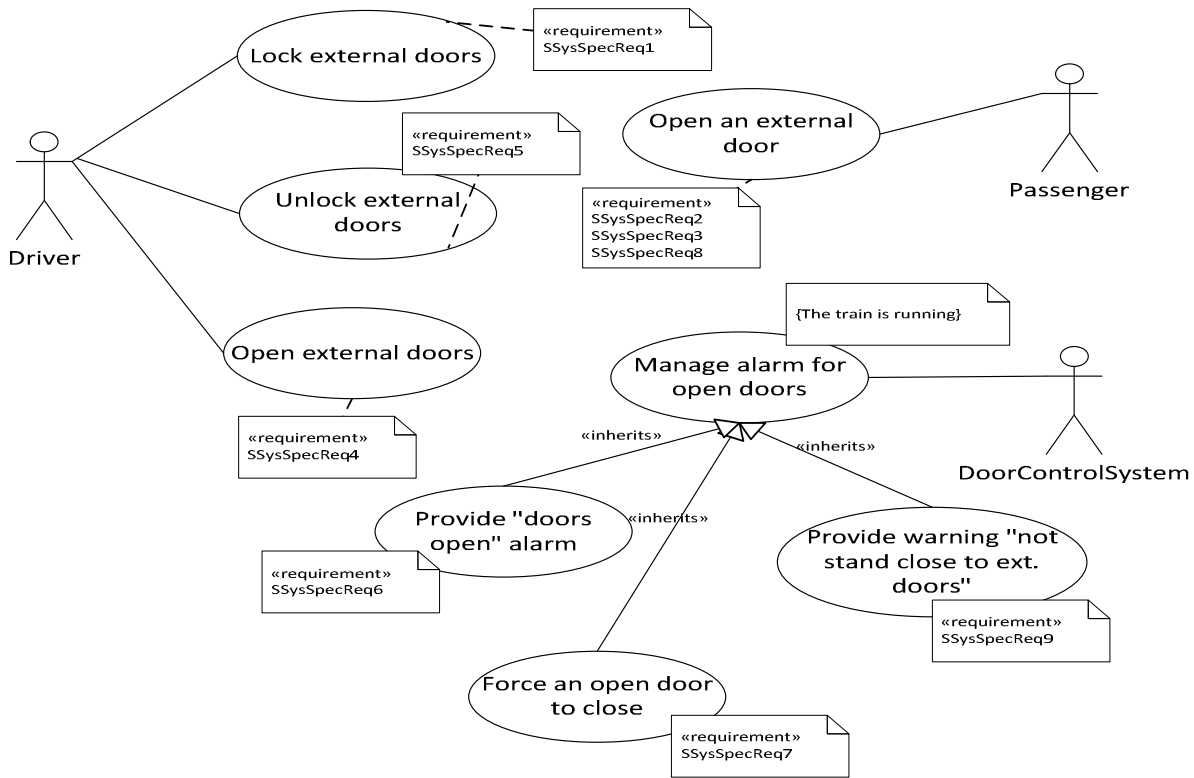 Lock external doors
«requirement»
SSysSpecReq1
Open an external
door
Passenger
«requirement»
SSysSpecReq5
Unlock external
doors
Driver
«requirement»
SSysSpecReq2
SSysSpecReq3
SSysSpecReq8
{The train is running}
Open external doors
Manage alarm for
open doors
«requirement»
SSysSpecReq4
«inherits»
«inherits»
DoorControlSystem
Provide "doors
open" alarm
«inherits»
Provide warning "not
stand close to ext.
doors"
«requirement»
SSysSpecReq6
«requirement»
SSysSpecReq9
Force an open door
to close
«requirement»
SSysSpecReq7